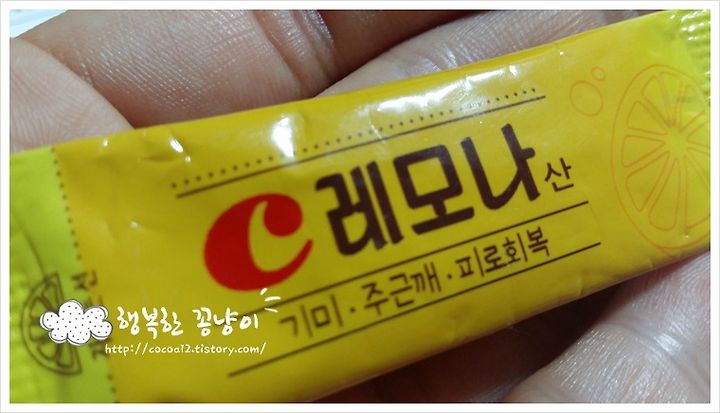 C 레모나산
기미·주근깨·피로회복
행복한 꽁냥이
http://cocoa12.tistory.com/